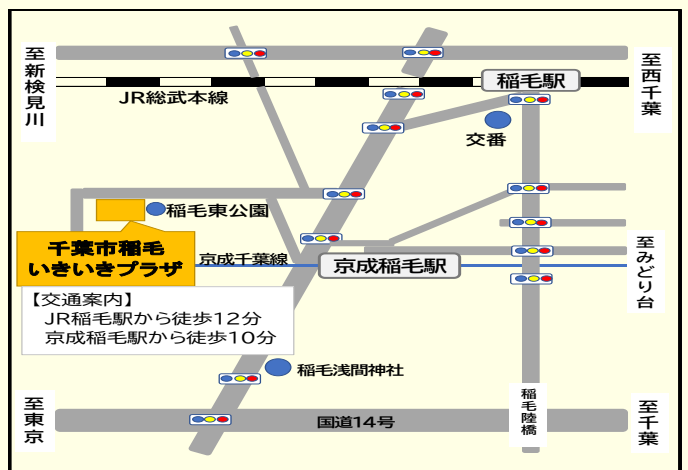 至新検見川
稲毛駅
至西千葉
JR総武本線
交番
稲毛東公園
千葉市稲毛
いきいきプラザ
京成千葉線
京成稲毛駅
至みどり台
【交通案内】
JR稲毛駅から徒歩12分
京成稲毛駅から徒歩10分
稲毛浅間神社
至東京
国道14号
稲毛陸橋
至千葉